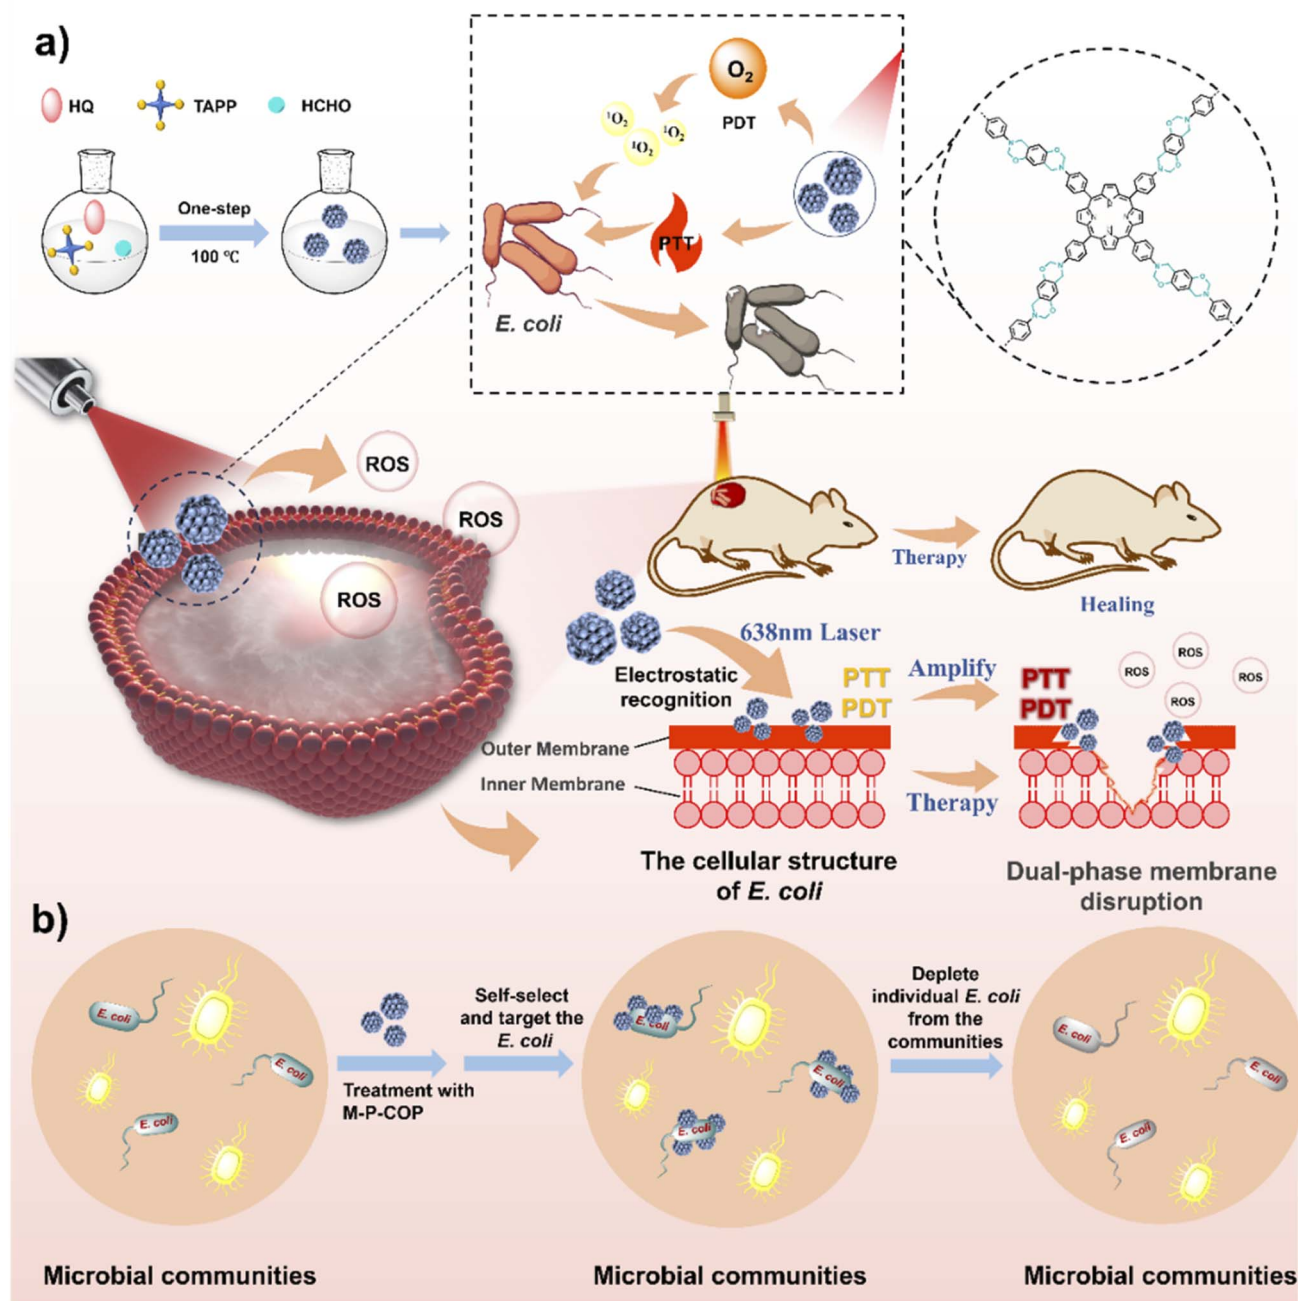 a)
HQ
TAPP
HCHO
One-step
100 ℃
O2
PDT
1O2
1O2
1O2
PTT
E. coli
ROS
ROS
ROS
Therapy
Healing
638nm Laser
Electrostatic
recognition
PTT
PDT
Amplify
PTT
PDT
ROS
ROS
ROS
ROS
Outer Membrane
Inner Membrane
Therapy
The cellular structure
of E. coli
Dual-phase membrane
disruption
b)
E. coli
E. coli
E. coli
Treatment with
M-P-COP
Self-select
and target the
E. coli
E. coli
E. coli
E. coli
Deplete
individual E. coli
from the
communities
E. coli
E. coli
E. coli
Microbial communities
Microbial communities
Microbial communities